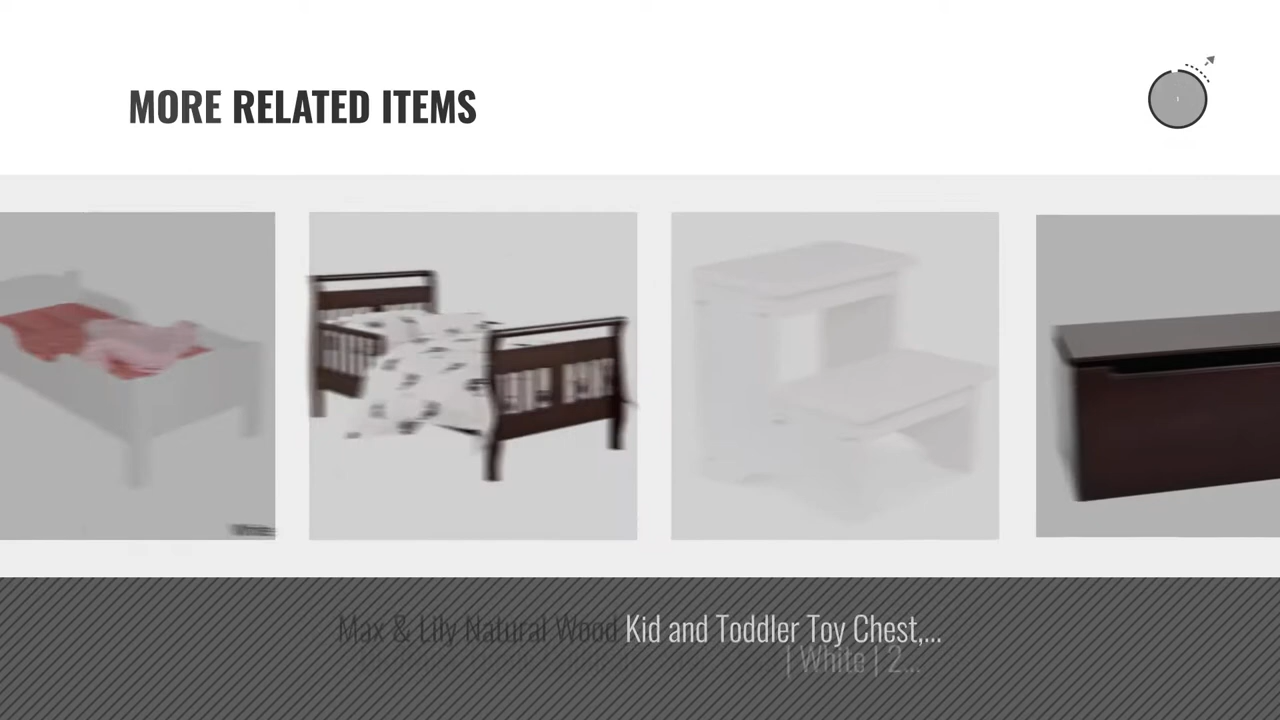 MORE RELATED ITEMS
Max & Lily Natural Wood Kid and Toddler Toy Chest,...
| White | 2...